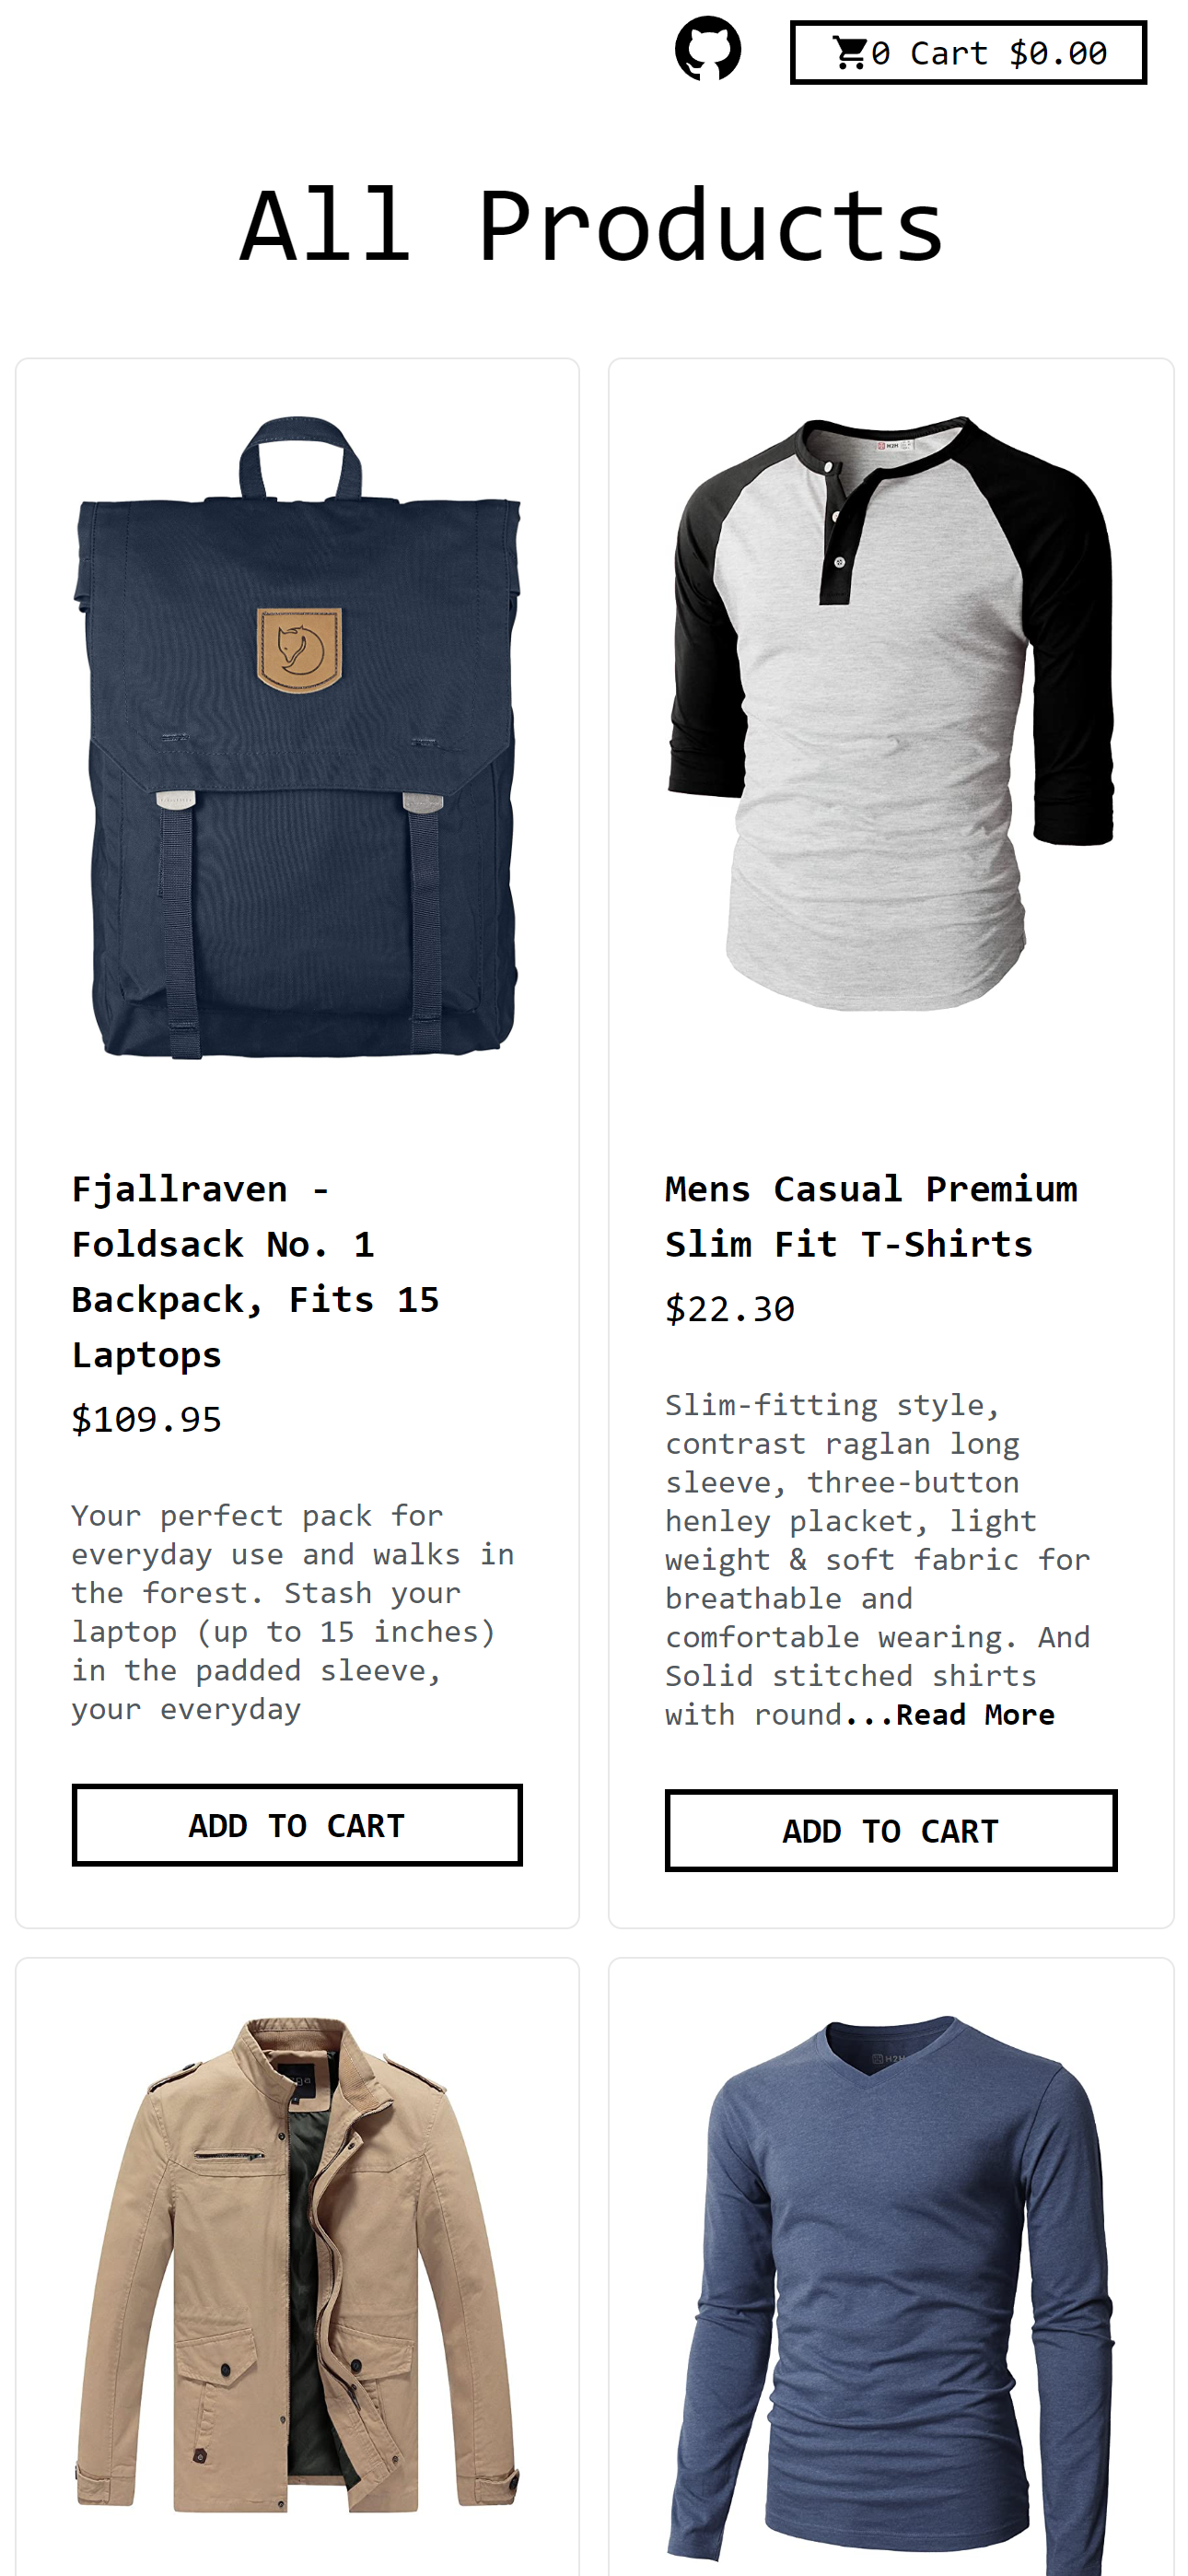 0 Cart $0.00
All Products
H2H
Fjallraven -
Foldsack No. 1
Backpack, Fits 15
Laptops
$109.95
Your perfect pack for
everyday use and walks in
the forest. Stash your
laptop (up to 15 inches)
in the padded sleeve,
your everyday
ADD TO CART
Mens Casual Premium
Slim Fit T-Shirts
$22.30
Slim-fitting style,
contrast raglan long
sleeve, three-button
henley placket, light
weight & soft fabric for
breathable and
comfortable wearing. And
Solid stitched shirts
with round...Read More
ADD TO CART
H2H